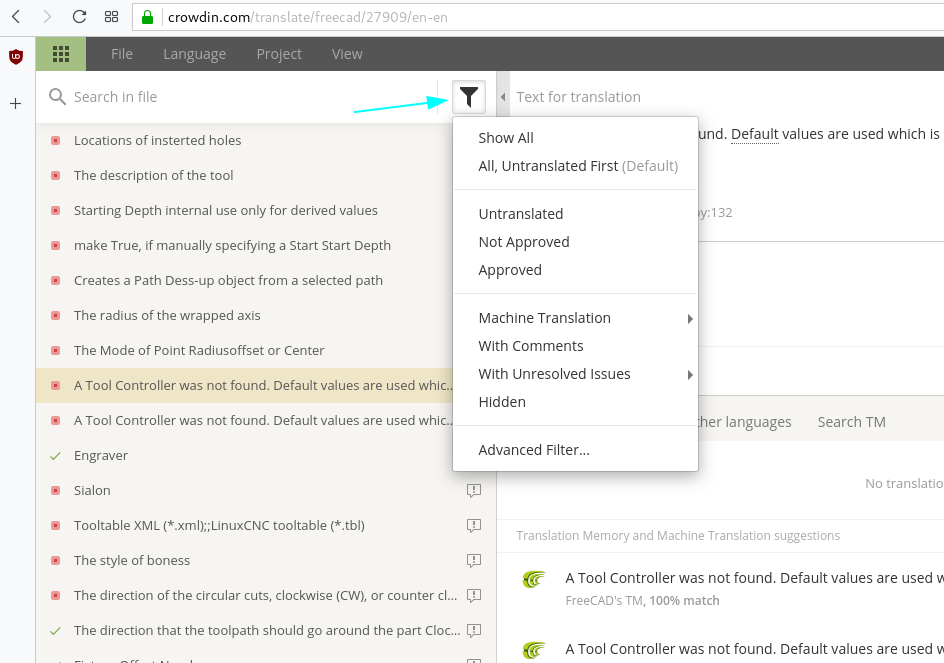 crowdin.com/translate/freecad/27909/en-en
File Language Project View
Search in file
Text for translation
Locations of insterted holes
The description of the tool
Starting Depth internal use only for derived values
make True, if manually specifying a Start Start Depth
Creates a Path Dess-up object from a selected path
The radius of the wrapped axis
The Mode of Point Radiusoffset or Center
A Tool Controller was not found. Default values are used whic...
A Tool Controller was not found. Default values are used whic...
Engraver
Sialon
Tooltable XML (*.xml);;LinuxCNC tooltable (*.tbl)
The style of boness
The direction of the circular cuts, clockwise (CW), or counter cl...
The direction that the toolpath should go around the part Cloc...
Show All
All, Untranslated First (Default)
Untranslated
Not Approved
Approved
Machine Translation
With Comments
With Unresolved Issues
Hidden
Advanced Filter...
und. Default values are used which is
py:132
her languages Search TM
No translatio
Translation Memory and Machine Translation suggestions
A Tool Controller was not found. Default values are used w
FreeCAD's TM, 100% match
A Tool Controller was not found. Default values are used w